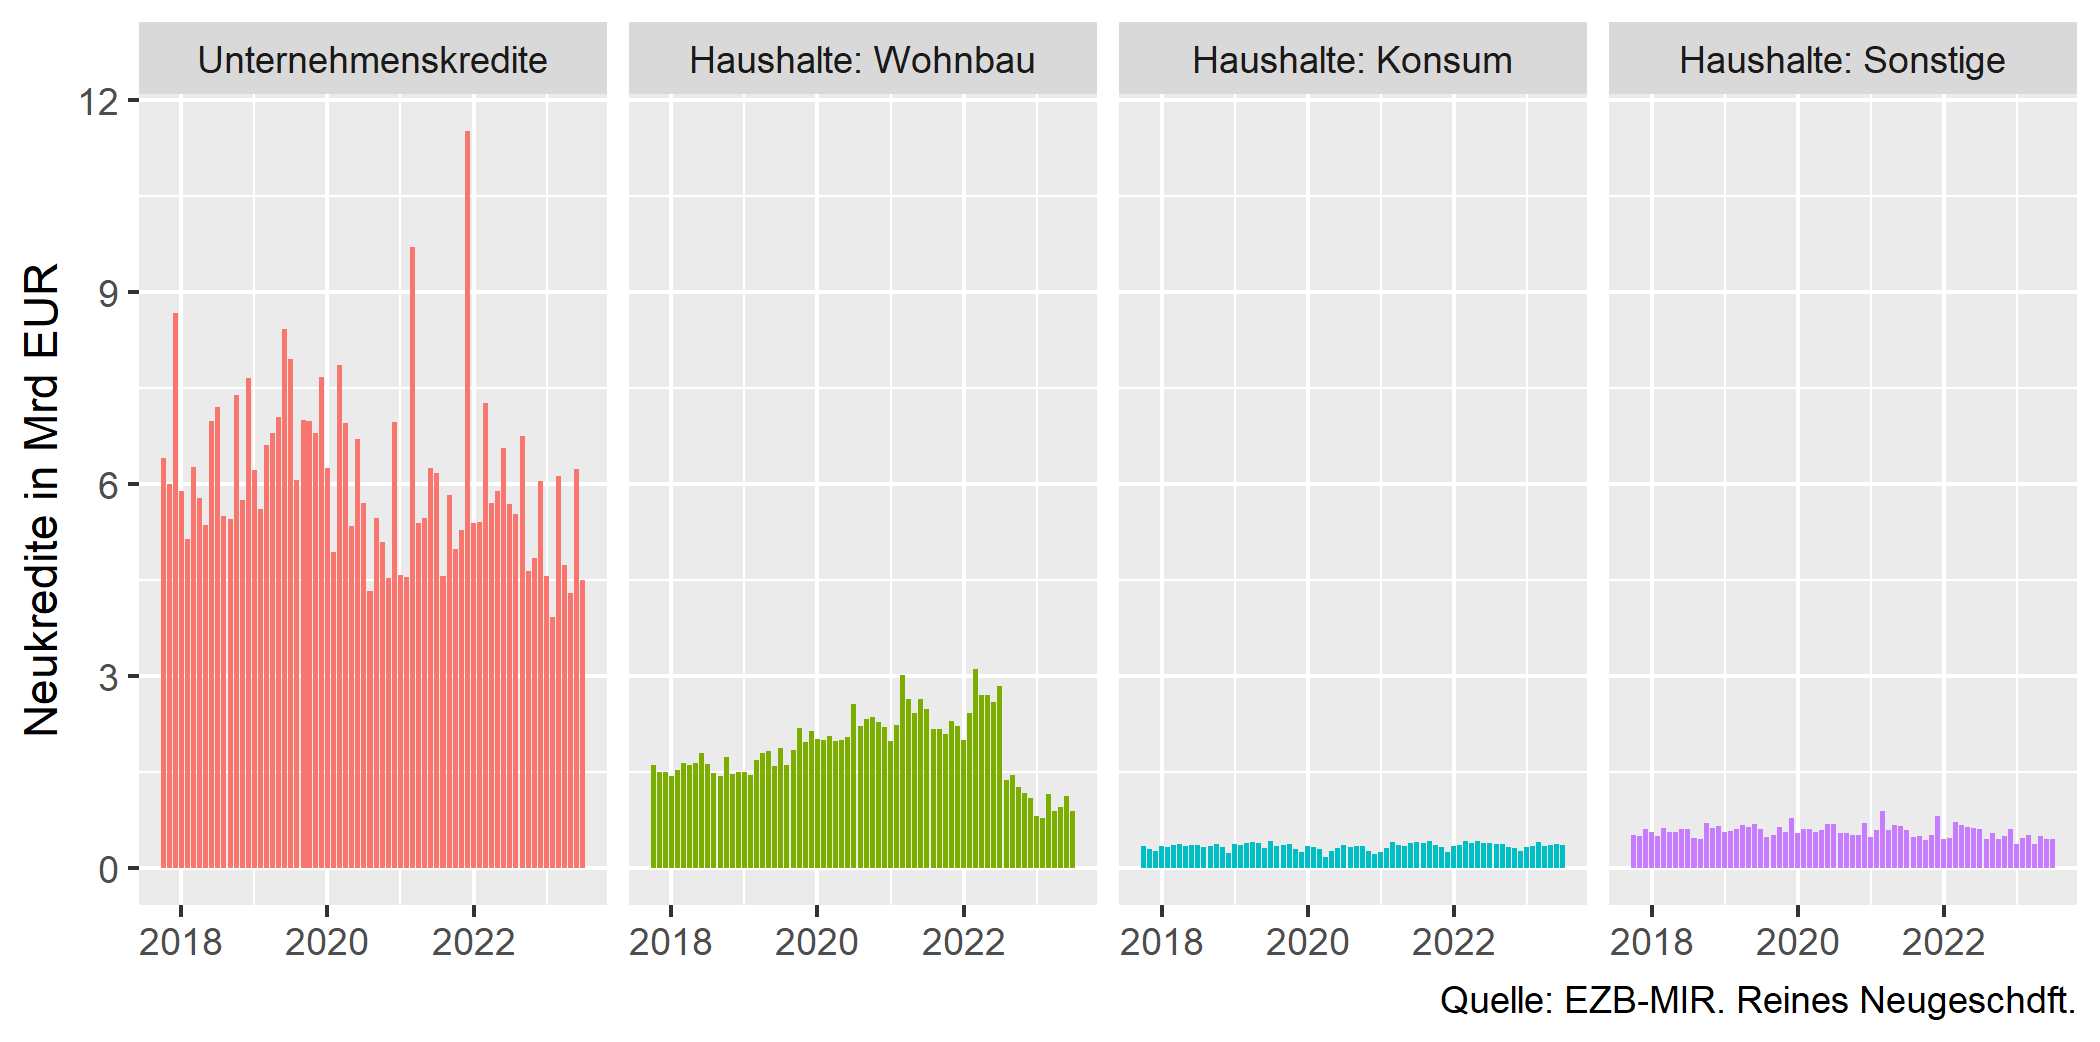 Unternehmenskredite
Haushalte: Wohnbau
Haushalte: Konsum
Haushalte: Sonstige
Neukredite in Mrd EUR
12
9
6
3
0
2018 2020 2022
2018 2020 2022
2018 2020 2022
2018 2020 2022
Quelle: EZB-MIR. Reines Neugeschdft.